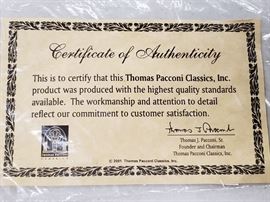 Certificate of Authenticity
This is to certify that this Thomas Pacconi Classics, Inc.
product was produced with the highest quality standards
available. The workmanship and attention to detail
reflect our commitment to customer satisfaction.
Thomas J. Pacconi, Sr.
Founder and Chairman
Thomas Pacconi Classics, Inc.
© 2001 Thomas Pacconi Classics, Inc.